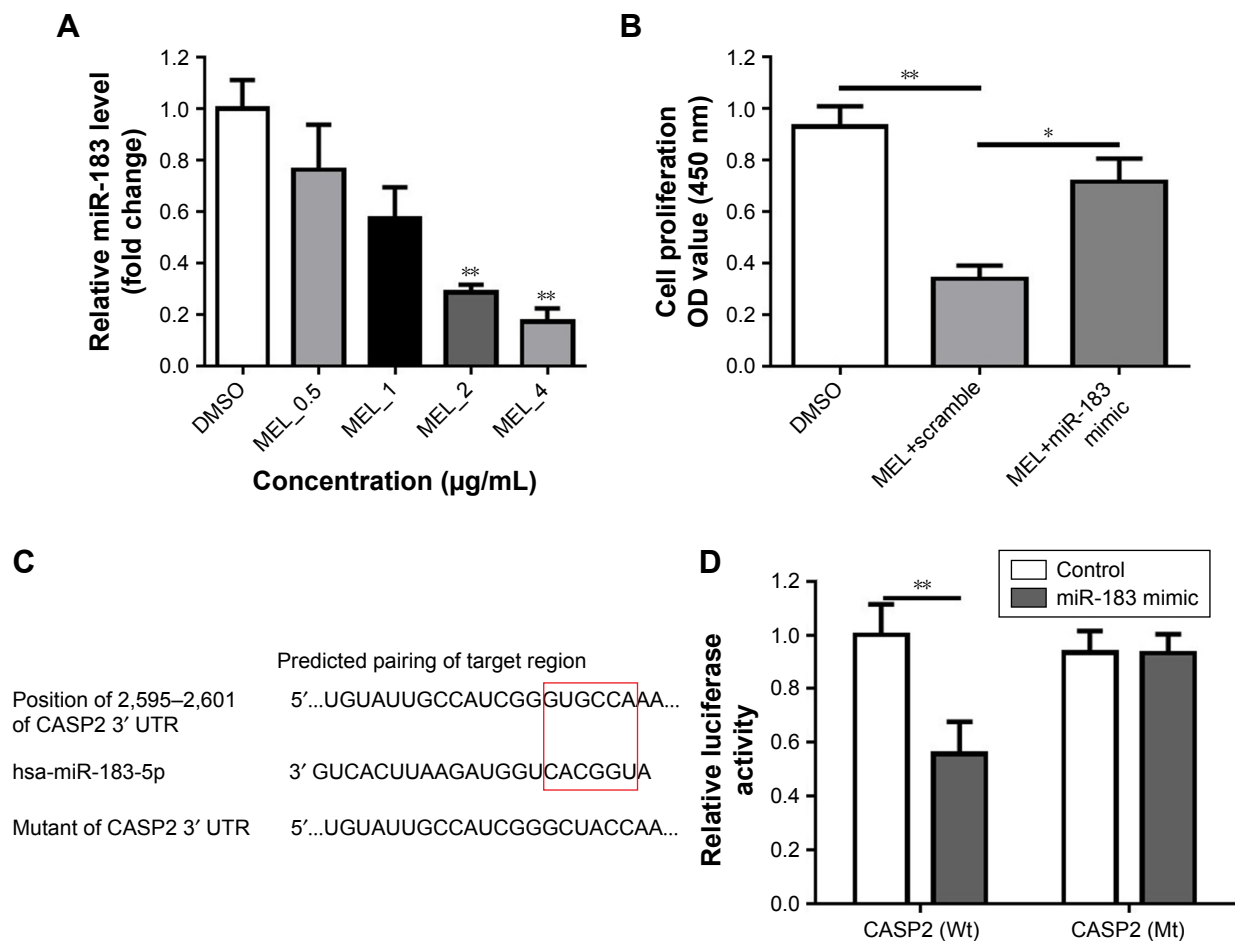 A
Relative miR-183 level
(fold change)
1.2
1.0
0.8
0.6
0.4
0.2
0.0
**
**
DMSO
MEL_0.5
MEL_1
MEL_2
MEL_4
Concentration (µg/mL)
B
Cell proliferation
OD value (450 nm)
1.2
1.0
0.8
0.6
0.4
0.2
0.0
**
*
DMSO
MEL+scramble
MEL+miR-183
mimic
C
Predicted pairing of target region
Position of 2,595–2,601
of CASP2 3′ UTR
5′...UGUAUUGCCAUCGGGUGCCAAA...
hsa-miR-183-5p
3′ GUCACUUAAGAUGGUCACGGUA
Mutant of CASP2 3′ UTR
5′...UGUAUUGCCAUCGGGCUACCAA...
D
Relative luciferase
activity
1.2
1.0
0.8
0.6
0.4
0.2
0.0
**
Control
miR-183 mimic
CASP2 (Wt)
CASP2 (Mt)